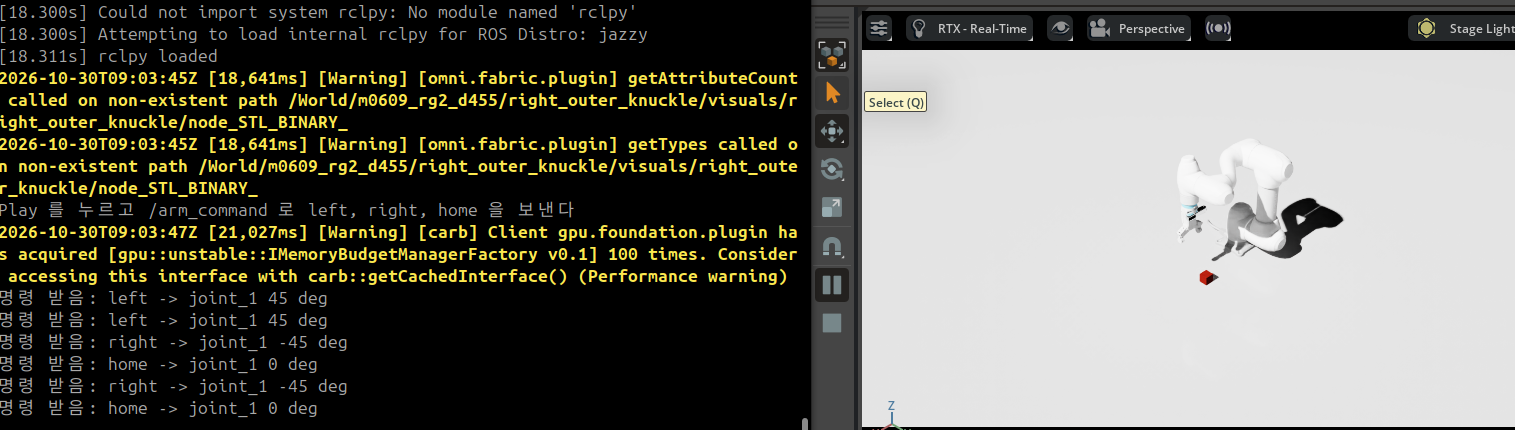 [18.300s] Could not import system rclpy: No module named 'rclpy'
[18.300s] Attempting to load internal rclpy for ROS Distro: jazzy
[18.311s] rclpy loaded
2026-10-30T09:03:45Z [18,641ms] [Warning] [omni.fabric.plugin] getAttributeCount
 called on non-existent path /World/m0609_rg2_d455/right_outer_knuckle/visuals/r
ight_outer_knuckle/node_STL_BINARY_
2026-10-30T09:03:45Z [18,641ms] [Warning] [omni.fabric.plugin] getTypes called o
n non-existent path /World/m0609_rg2_d455/right_outer_knuckle/visuals/right_oute
r_knuckle/node_STL_BINARY_
Play 를 누르고 /arm_command 로 left, right, home 을 보낸다
2026-10-30T09:03:47Z [21,027ms] [Warning] [carb] Client gpu.foundation.plugin ha
s acquired [gpu::unstable::IMemoryBudgetManagerFactory v0.1] 100 times. Consider
 accessing this interface with carb::getCachedInterface() (Performance warning)
명령 받음: left -> joint_1 45 deg
명령 받음: left -> joint_1 45 deg
명령 받음: right -> joint_1 -45 deg
명령 받음: home -> joint_1 0 deg
명령 받음: right -> joint_1 -45 deg
명령 받음: home -> joint_1 0 deg
RTX - Real-Time
Perspective
Stage Light
Select (Q)
Z